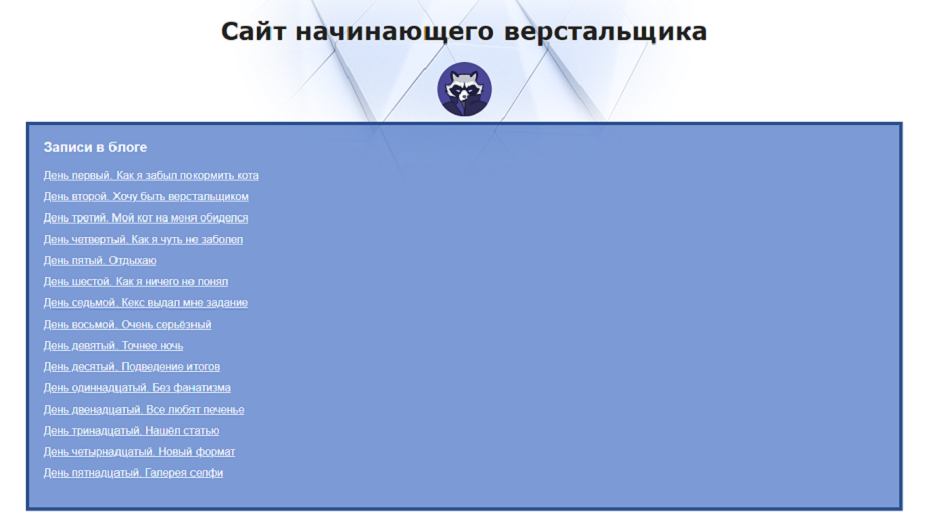 Сайт начинающего верстальщика
Записи в блоге
День первый. Как я забыл покормить кота
День второй. Хочу быть верстальщиком
День третий. Мой кот на меня обиделся
День четвертый. Как я чуть не заболел
День пятый. Отдыхаю
День шестой. Как я ничего не понял
День седьмой. Кекс выдал мне задание
День восьмой. Очень серьёзный
День девятый. Точнее ночь
День десятый. Подведение итогов
День одиннадцатый. Без фанатизма
День двенадцатый. Все любят печенье
День тринадцатый. Нашёл статью
День четырнадцатый. Новый формат
День пятнадцатый. Галерея селфи